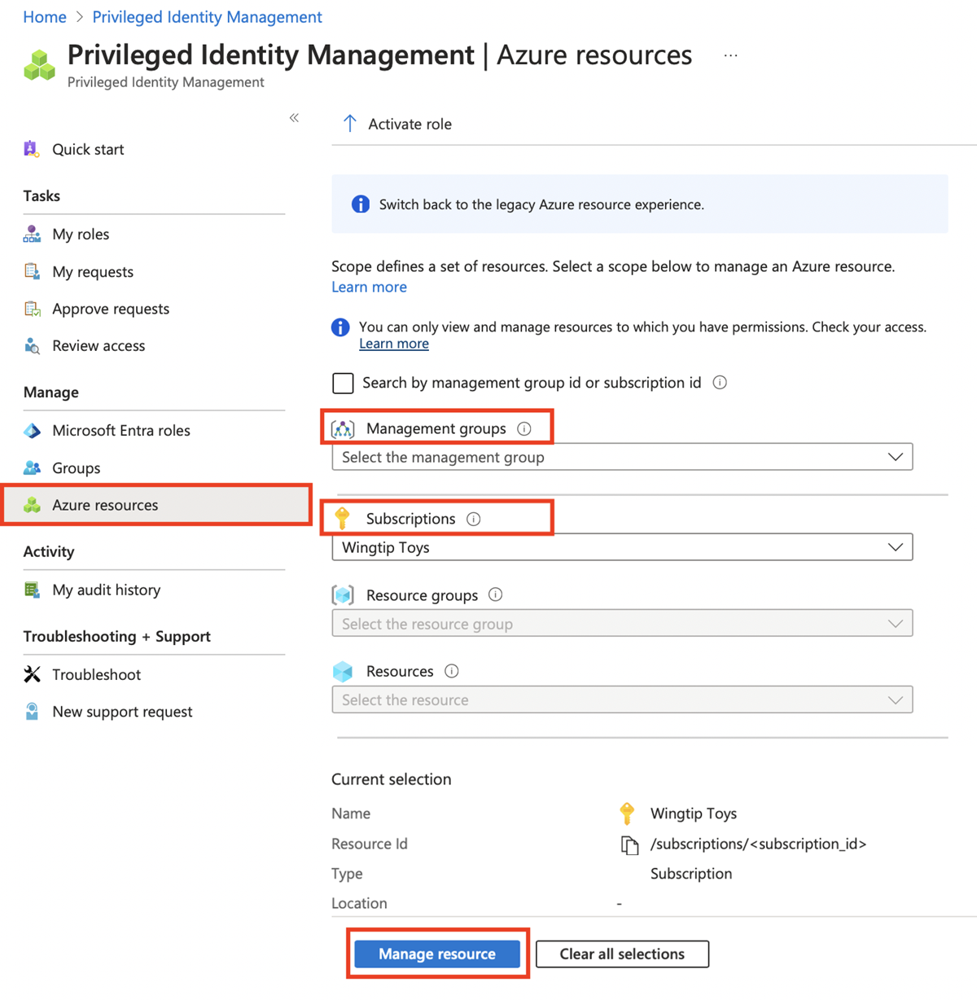 Home > Privileged Identity Management
Privileged Identity Management | Azure resources ...
Privileged Identity Management
«
Quick start
Tasks
My roles
My requests
Approve requests
Review access
Manage
Microsoft Entra roles
Groups
Azure resources
Activity
My audit history
Troubleshooting + Support
Troubleshoot
New support request
Activate role
Switch back to the legacy Azure resource experience.
Scope defines a set of resources. Select a scope below to manage an Azure resource.
Learn more
You can only view and manage resources to which you have permissions. Check your access.
Learn more
Search by management group id or subscription id
Management groups
Select the management group
Subscriptions
Wingtip Toys
Resource groups
Select the resource group
Resources
Select the resource
Current selection
Name Wingtip Toys
Resource Id /subscriptions/<subscription_id>
Type Subscription
Location -
Manage resource Clear all selections